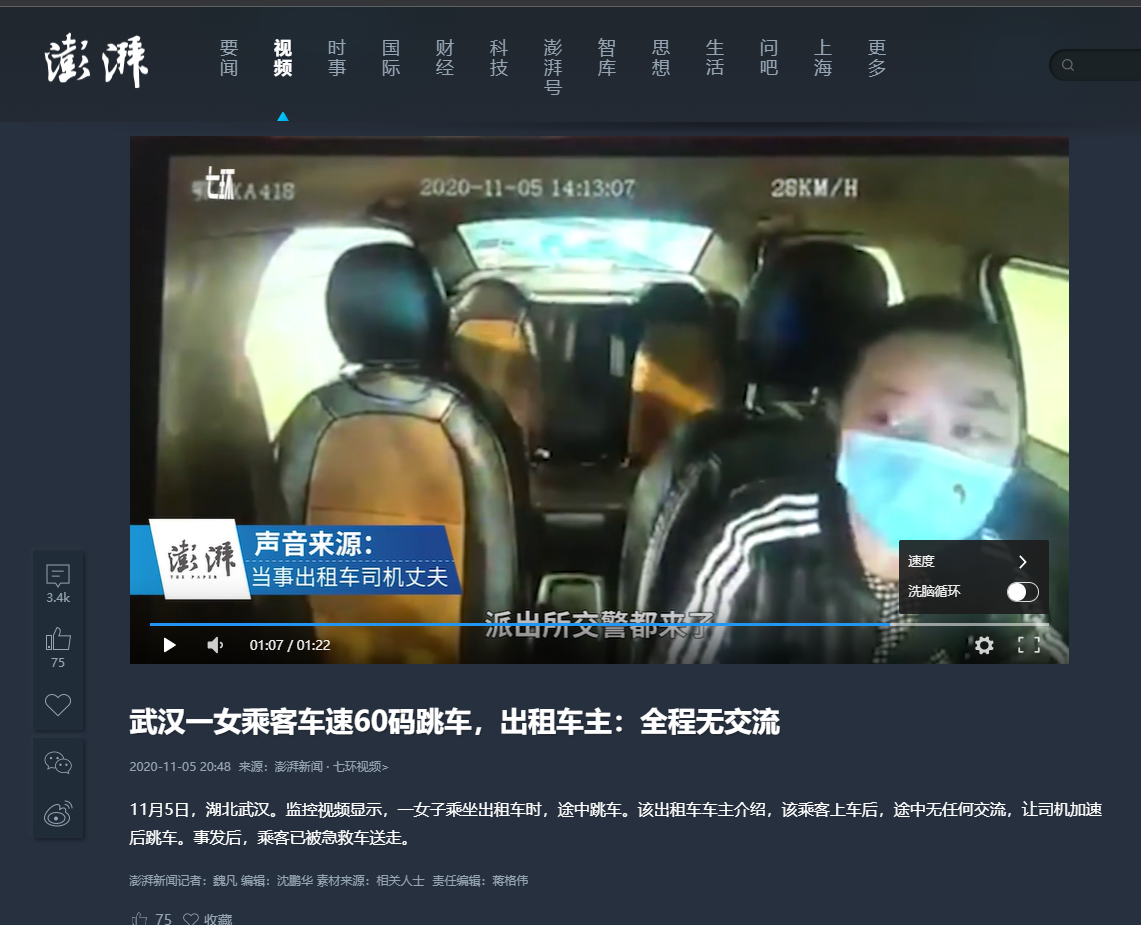 澎湃
要闻 视频 时事 国际 财经 科技 澎湃号 智库 思想 生活 问吧 上海 更多
七环
KA418 2020-11-05 14:13:07 28KM/H
澎湃
THE PAPER
声音来源：
当事出租车司机丈夫
速度
洗脑循环
派出所交警都来了
01:07 / 01:22
3.4k
75
武汉一女乘客车速60码跳车，出租车主：全程无交流
2020-11-05 20:48 来源：澎湃新闻 · 七环视频>
11月5日，湖北武汉。监控视频显示，一女子乘坐出租车时，途中跳车。该出租车车主介绍，该乘客上车后，途中无任何交流，让司机加速
后跳车。事发后，乘客已被急救车送走。
澎湃新闻记者：魏凡 编辑：沈鹏华 素材来源：相关人士 责任编辑：蒋格伟
75 收藏